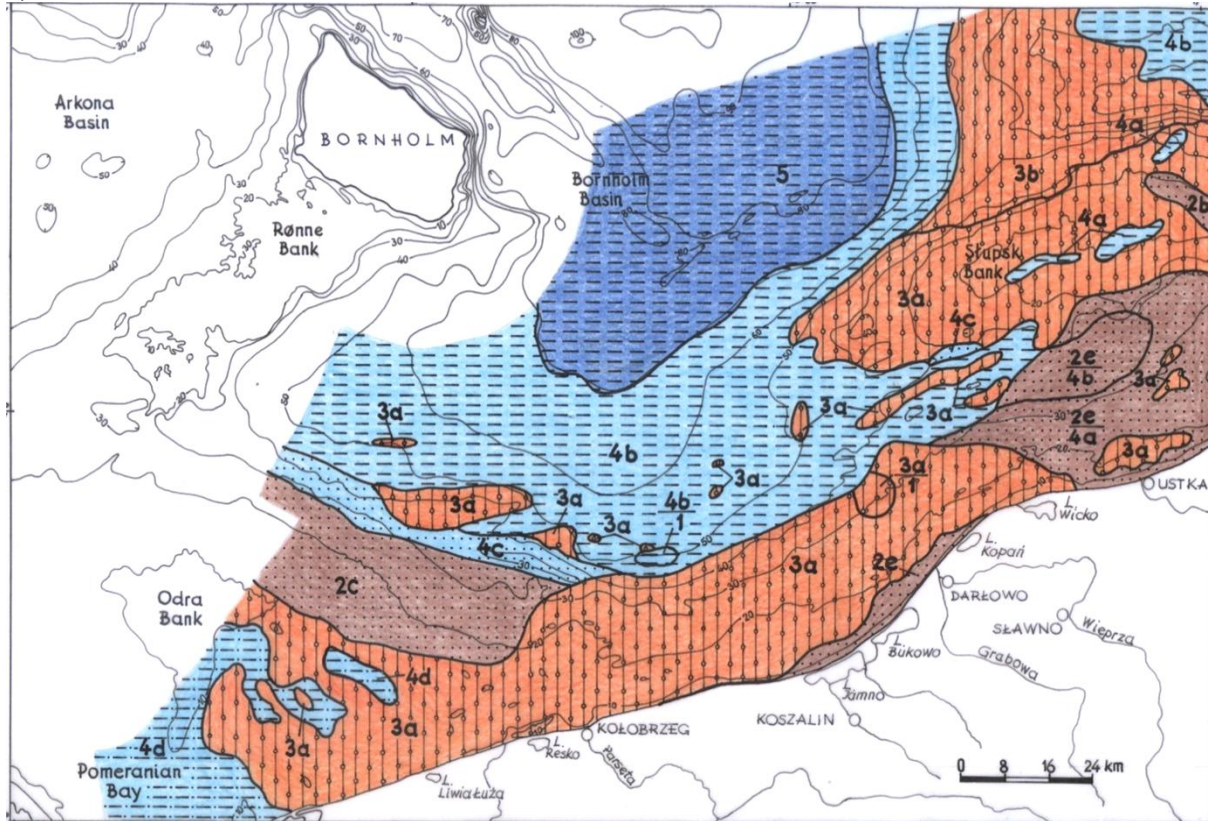 4b
Arkona
Basin
BORNHOLM
4a
5
Bornholm
Basin
3b
2b
Rønne
Bank
4a
Słupsk
Bank
3a
4c
2e
4b
3a
3a
3a
3a
2e
4a
4b
3a
3a
3a
1
USTKA
3a
3a
4b
1
3a
L.
Wicko
4c
L.
Kopań
2c
3a
2e
DARŁOWO
Odra
Bank
SŁAWNO
Wieprza
L.
Bukowo
Grabowa
4d
L.
Jamno
3a
3a
KOSZALIN
KOŁOBRZEG
4d
L.
Resko
Parsęta
Pomeranian
Bay
L.
Liwia Łuża
0 8 16 24 km